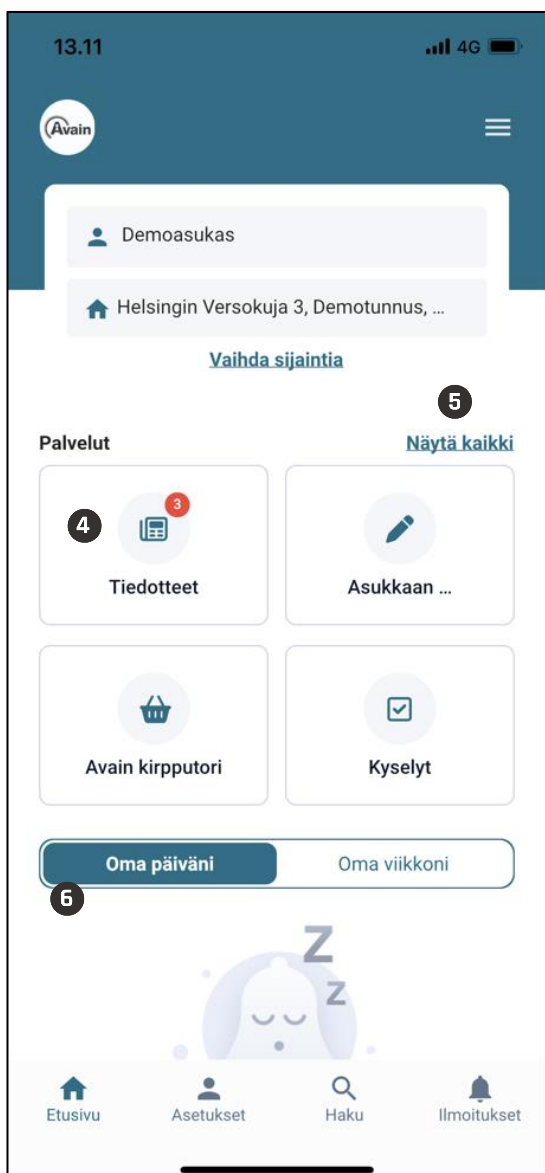 13.11 4G
Avain
Demoasukas
Helsingin Versokuja 3, Demotunnus, ...
Vaihda sijaintia
5
Palvelut Näytä kaikki
4 3
Tiedotteet Asukkaan ...
Avain kirpputori Kyselyt
Oma päiväni Oma viikkoni
6
Z
Z
Etusivu Asetukset Haku Ilmoitukset